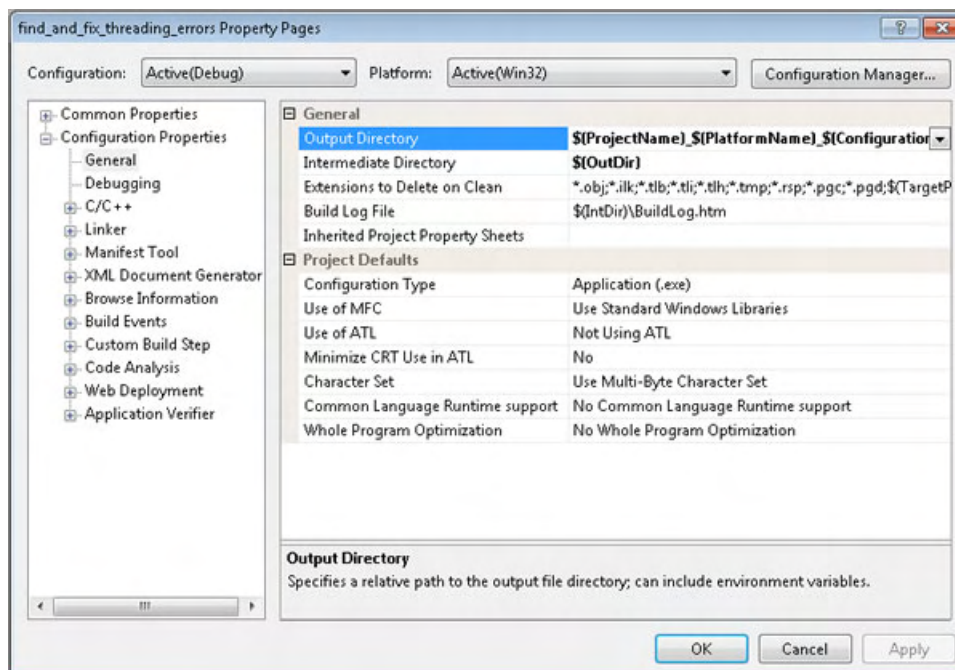 find_and_fix_threading_errors Property Pages
Configuration: Active(Debug) Platform: Active(Win32) Configuration Manager...
Common Properties
Configuration Properties
General
Debugging
C/C++
Linker
Manifest Tool
XML Document Generator
Browse Information
Build Events
Custom Build Step
Code Analysis
Web Deployment
Application Verifier
General
Output Directory $(ProjectName)_$(PlatformName)_$(Configuration
Intermediate Directory $(OutDir)
Extensions to Delete on Clean *.obj;*.ilk;*.tlb;*.tli;*.tlh;*.tmp;*.rsp;*.pgc;*.pgd;$(TargetP
Build Log File $(IntDir)\BuildLog.htm
Inherited Project Property Sheets
Project Defaults
Configuration Type Application (.exe)
Use of MFC Use Standard Windows Libraries
Use of ATL Not Using ATL
Minimize CRT Use in ATL No
Character Set Use Multi-Byte Character Set
Common Language Runtime support No Common Language Runtime support
Whole Program Optimization No Whole Program Optimization
Output Directory
Specifies a relative path to the output file directory; can include environment variables.
OK Cancel Apply